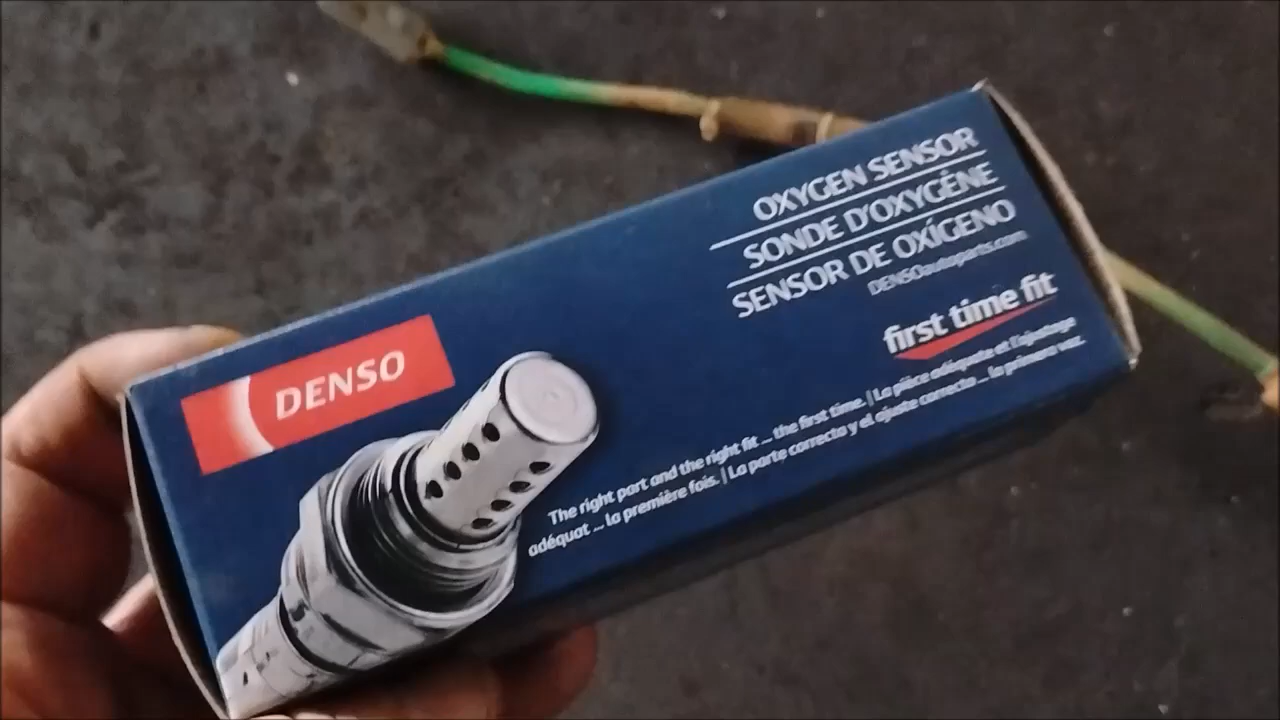 OXYGEN SENSOR
SONDE D'OXYGÈNE
SENSOR DE OXÍGENO
DENSOautoparts.com
first time fit
DENSO
The right part and the right fit ... the first time. | La pièce adéquate et l'ajustage
adéquat ... la première fois. | La parte correcta y el ajuste correcto ... la primera vez.